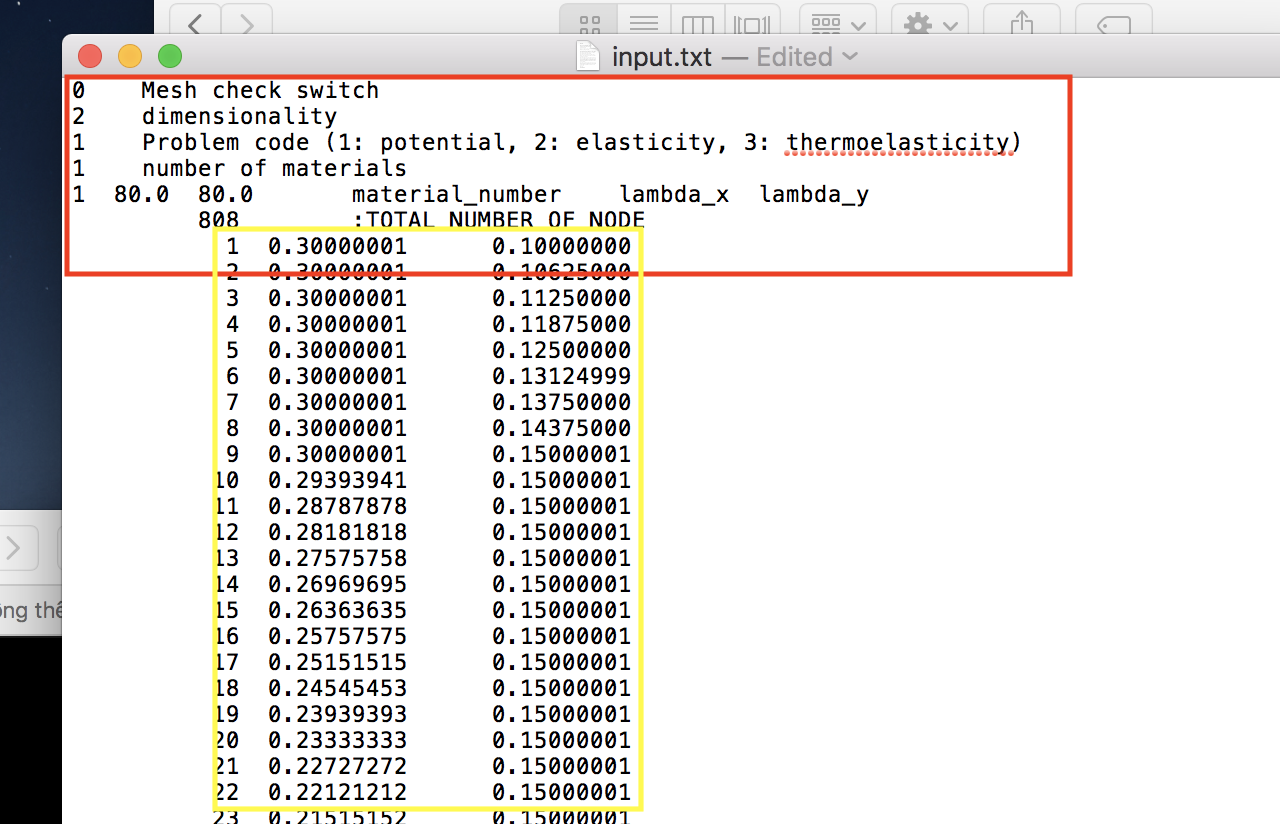 input.txt — Edited
0 Mesh check switch
2 dimensionality
1 Problem code (1: potential, 2: elasticity, 3: thermoelasticity)
1 number of materials
1 80.0 80.0 material_number lambda_x lambda_y
808 :TOTAL NUMBER OF NODE
1 0.30000001 0.10000000
2 0.30000001 0.10625000
3 0.30000001 0.11250000
4 0.30000001 0.11875000
5 0.30000001 0.12500000
6 0.30000001 0.13124999
7 0.30000001 0.13750000
8 0.30000001 0.14375000
9 0.30000001 0.15000001
10 0.29393941 0.15000001
11 0.28787878 0.15000001
12 0.28181818 0.15000001
13 0.27575758 0.15000001
14 0.26969695 0.15000001
15 0.26363635 0.15000001
16 0.25757575 0.15000001
17 0.25151515 0.15000001
18 0.24545453 0.15000001
19 0.23939393 0.15000001
20 0.23333333 0.15000001
21 0.22727272 0.15000001
22 0.22121212 0.15000001
23 0.21515152 0.15000001